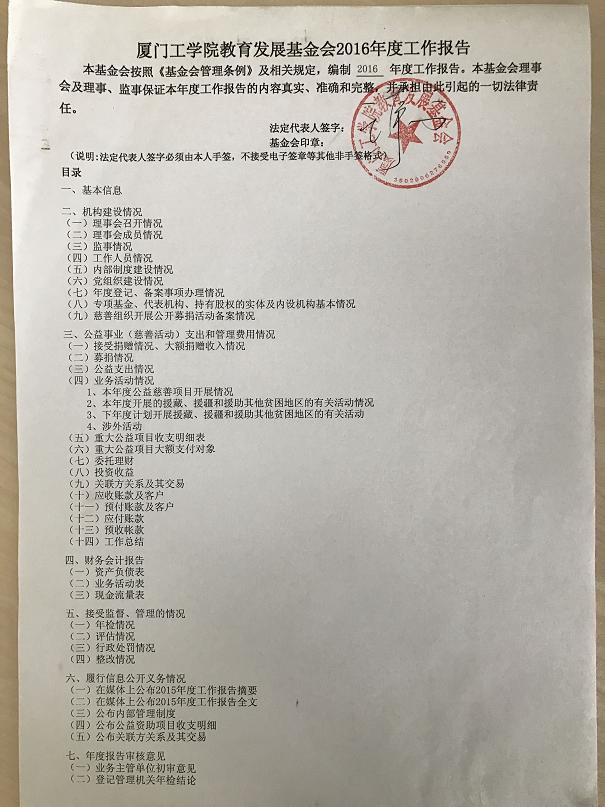 厦门工学院教育发展基金会2016年度工作报告
本基金会按照《基金会管理条例》及相关规定，编制 2016 年度工作报告。本基金会理事
会及理事、监事保证本年度工作报告的内容真实、准确和完整，并承担由此引起的一切法律责
任。
法定代表人签字：
基金会印章：
厦门工学院教育发展基金会
（说明:法定代表人签字必须由本人手签，不接受电子签章等其他非手签格式）
目录
一、基本信息
二、机构建设情况
（一）理事会召开情况
（二）理事会成员情况
（三）监事情况
（四）工作人员情况
（五）内部制度建设情况
（六）党组织建设情况
（七）年度登记、备案事项办理情况
（八）专项基金、代表机构、持有股权的实体及内设机构基本情况
（九）慈善组织开展公开募捐活动备案情况
三、公益事业（慈善活动）支出和管理费用情况
（一）接受捐赠情况、大额捐赠收入情况
（二）募捐情况
（三）公益支出情况
（四）业务活动情况
1、本年度公益慈善项目开展情况
2、本年度开展的援藏、援疆和援助其他贫困地区的有关活动情况
3、下年度计划开展援藏、援疆和援助其他贫困地区的有关活动
4、涉外活动
（五）重大公益项目收支明细表
（六）重大公益项目大额支付对象
（七）委托理财
（八）投资收益
（九）关联方关系及其交易
（十）应收账款及客户
（十一）预付账款及客户
（十二）应付账款
（十三）预收帐款
（十四）工作总结
四、财务会计报告
（一）资产负债表
（二）业务活动表
（三）现金流量表
五、接受监督、管理的情况
（一）年检情况
（二）评估情况
（三）行政处罚情况
（四）整改情况
六、履行信息公开义务情况
（一）在媒体上公布2015年度工作报告摘要
（二）在媒体上公布2015年度工作报告全文
（三）公布内部管理制度
（四）公布公益资助项目收支明细
（五）公布关联方关系及其交易
七、年度报告审核意见
（一）业务主管单位初审意见
（二）登记管理机关年检结论